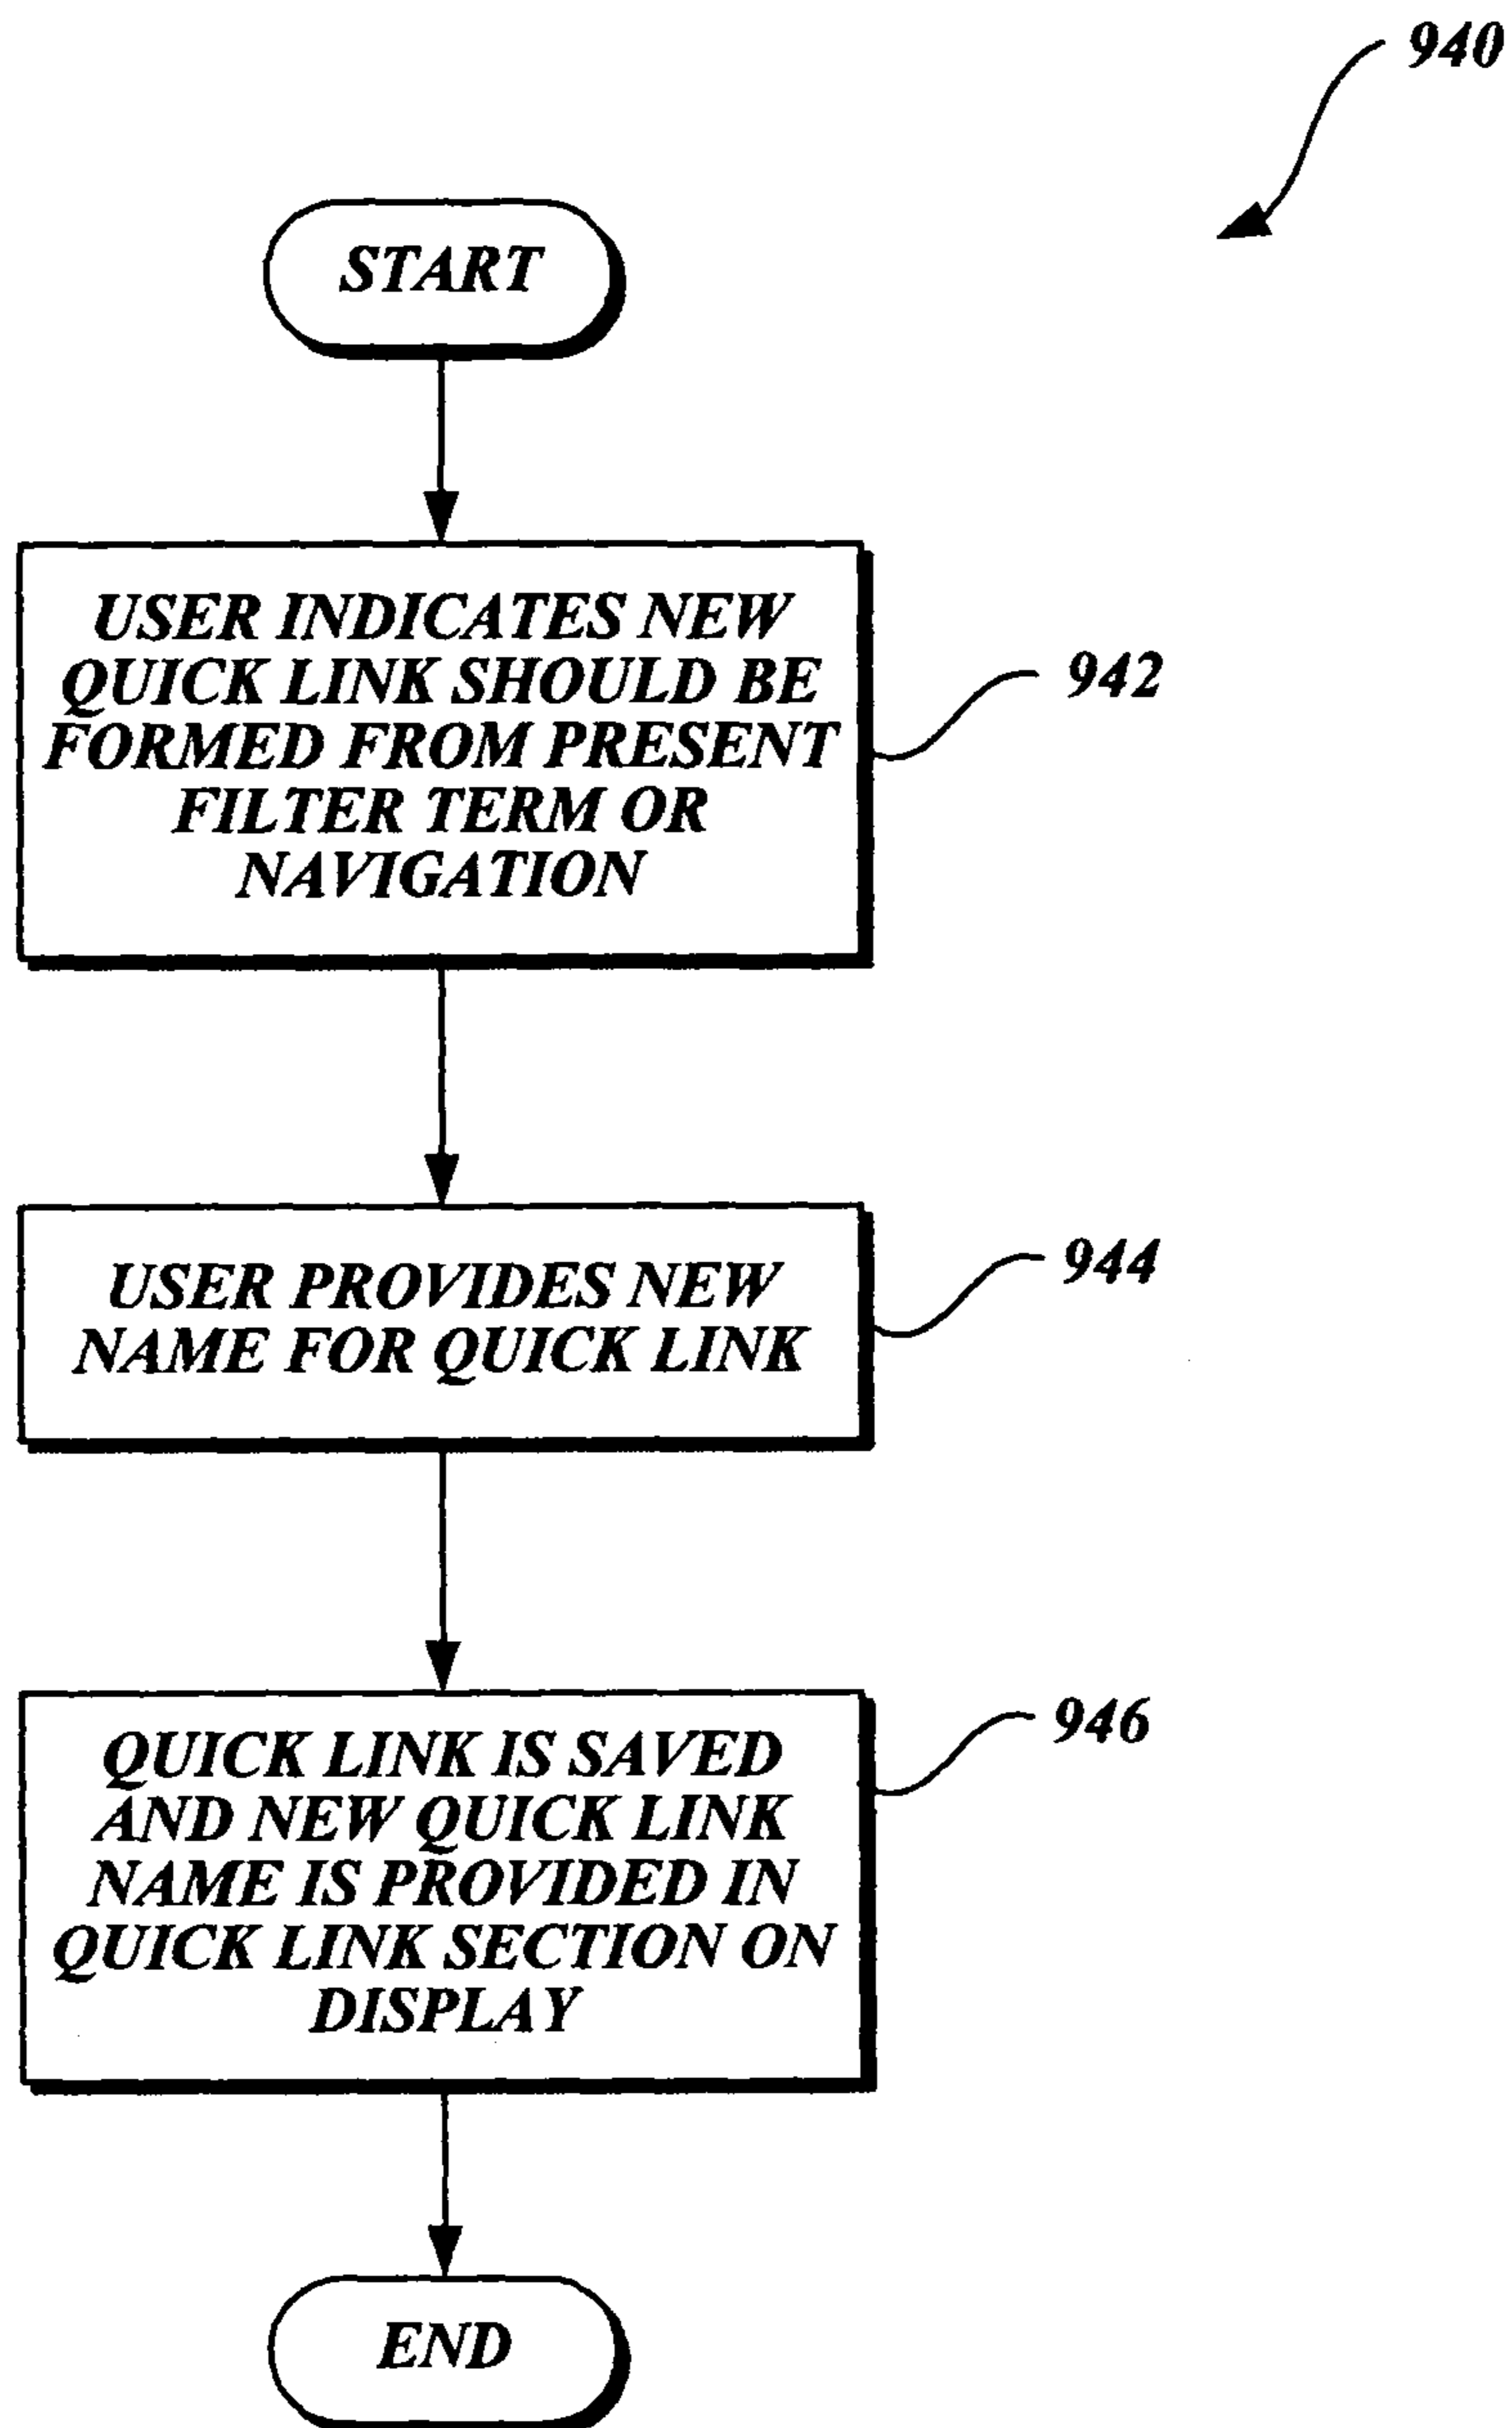 940
START
USER INDICATES NEW
QUICK LINK SHOULD BE
FORMED FROM PRESENT
FILTER TERM OR
NAVIGATION
942
USER PROVIDES NEW
NAME FOR QUICK LINK
944
QUICK LINK IS SAVED
AND NEW QUICK LINK
NAME IS PROVIDED IN
QUICK LINK SECTION ON
DISPLAY
946
END